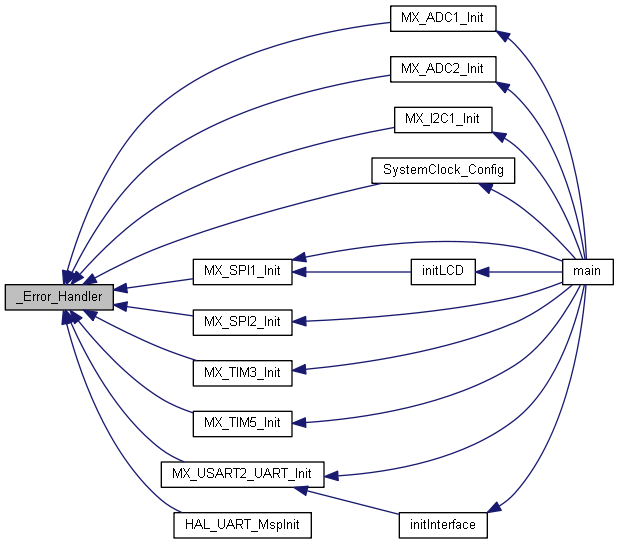 MX_ADC1_Init
MX_ADC2_Init
MX_I2C1_Init
SystemClock_Config
MX_SPI1_Init
initLCD
main
_Error_Handler
MX_SPI2_Init
MX_TIM3_Init
MX_TIM5_Init
MX_USART2_UART_Init
initInterface
HAL_UART_MspInit